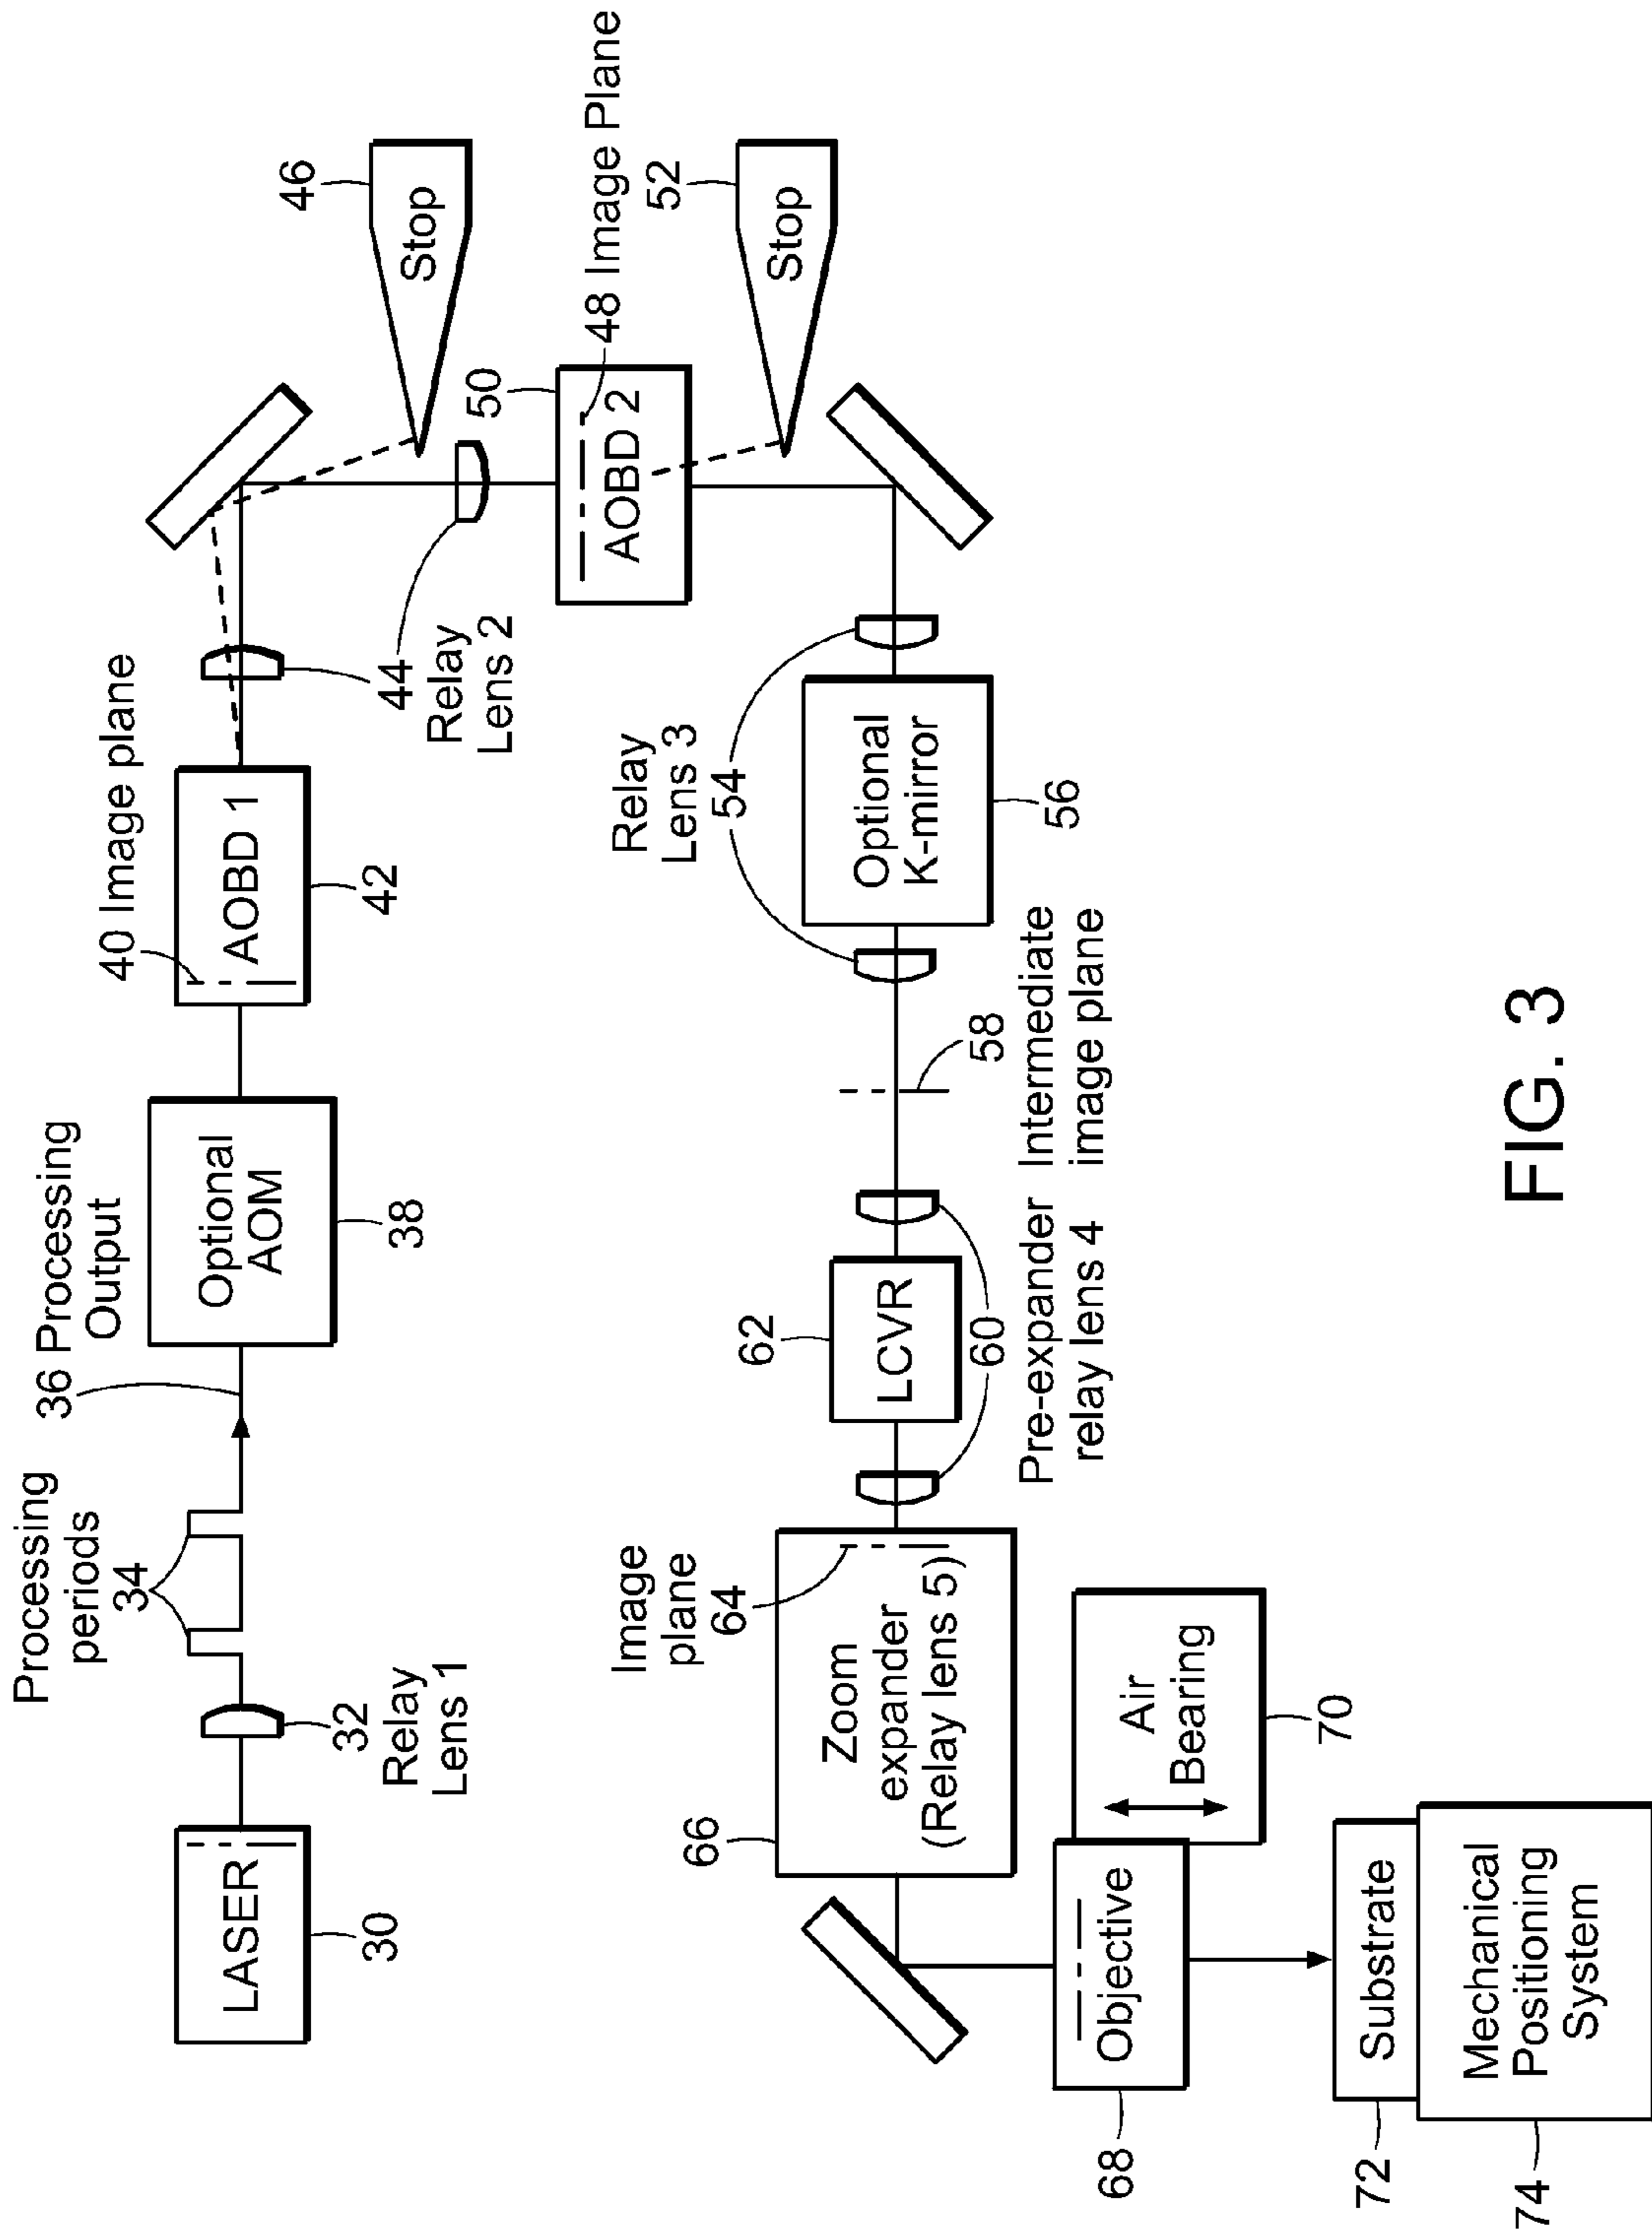 Processing
periods
34
36 Processing
Output
40 Image plane
LASER
30
32
Relay
Lens 1
Optional
AOM
38
AOBD 1
42
44
Relay
Lens 2
46
Stop
50
48 Image Plane
AOBD 2
52
Stop
Relay
Lens 3
54
Optional
K-mirror
56
58
Intermediate
image plane
62
LCVR
60
Pre-expander
relay lens 4
Image
plane
64
66
Zoom
expander
(Relay lens 5)
Air
Bearing
70
Objective
68
Substrate
72
Mechanical
Positioning
System
74
FIG. 3